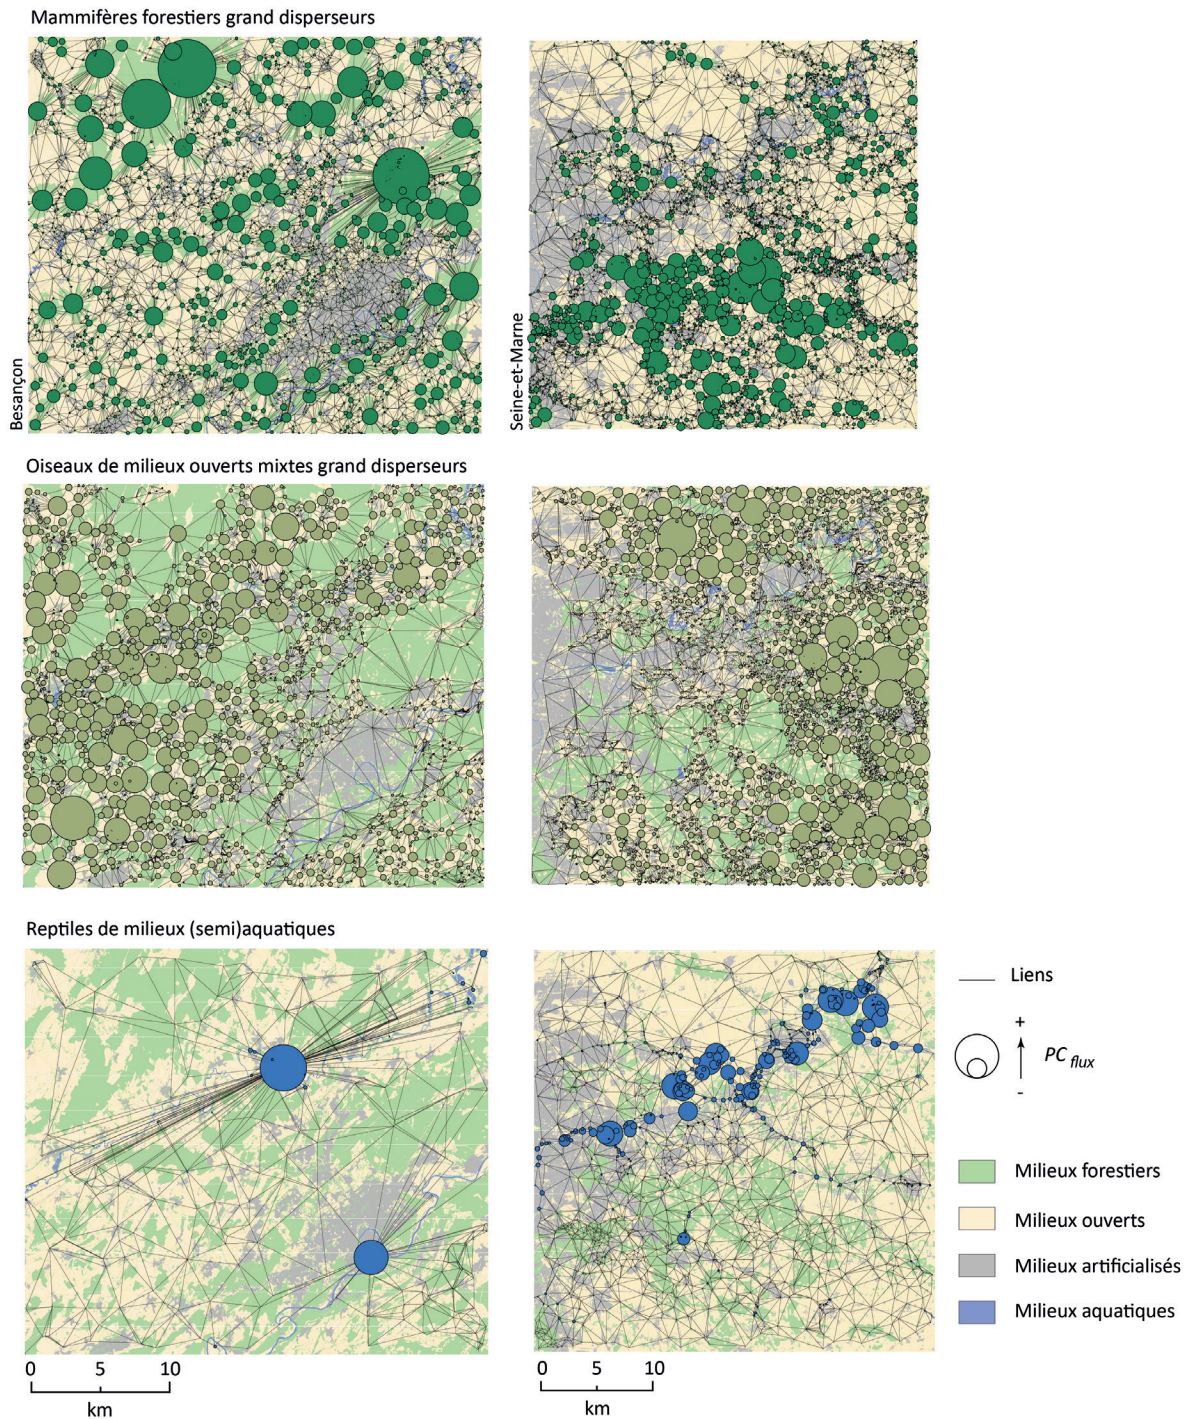 Mammifères forestiers grand disperseurs
Besançon
Seine-et-Marne
Oiseaux de milieux ouverts mixtes grand disperseurs
Reptiles de milieux (semi)aquatiques
Liens
+
PC flux
-
Milieux forestiers
Milieux ouverts
Milieux artificialisés
Milieux aquatiques
0 5 10
km
0 5 10
km